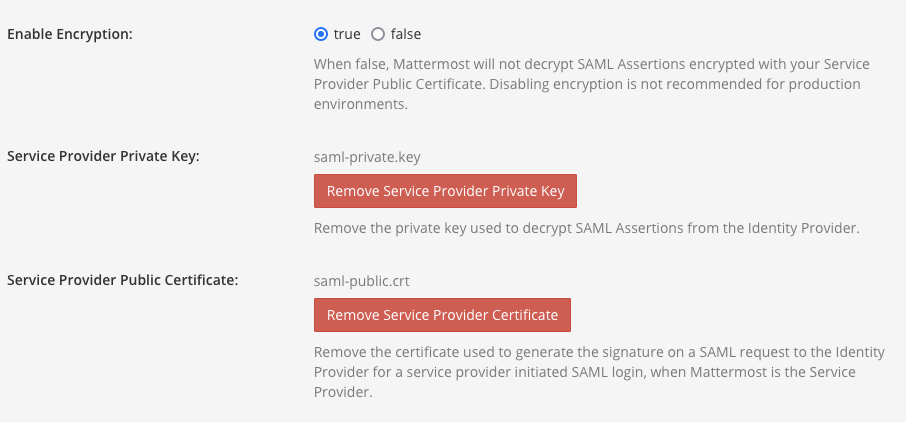 Enable Encryption:
true false
When false, Mattermost will not decrypt SAML Assertions encrypted with your Service
Provider Public Certificate. Disabling encryption is not recommended for production
environments.
Service Provider Private Key:
saml-private.key
Remove Service Provider Private Key
Remove the private key used to decrypt SAML Assertions from the Identity Provider.
Service Provider Public Certificate:
saml-public.crt
Remove Service Provider Certificate
Remove the certificate used to generate the signature on a SAML request to the Identity
Provider for a service provider initiated SAML login, when Mattermost is the Service
Provider.